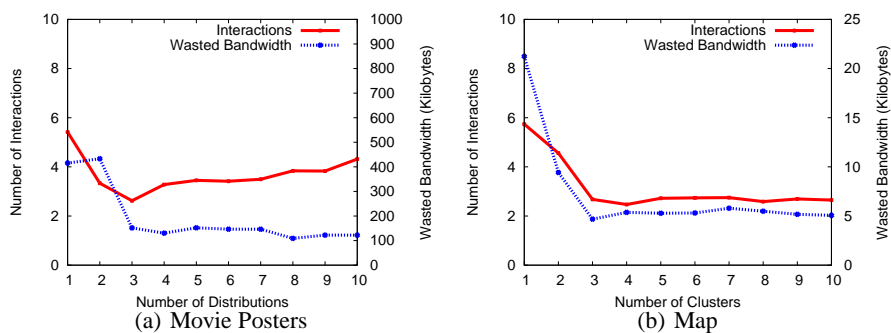 Interactions
Wasted Bandwidth
10
8
6
4
2
0
1000
900
800
700
600
500
400
300
200
100
0
1 2 3 4 5 6 7 8 9 10
Number of Interactions
Wasted Bandwidth (Kilobytes)
Number of Distributions
(a) Movie Posters
Interactions
Wasted Bandwidth
10
8
6
4
2
0
25
20
15
10
5
0
1 2 3 4 5 6 7 8 9 10
Number of Interactions
Wasted Bandwidth (Kilobytes)
Number of Clusters
(b) Map